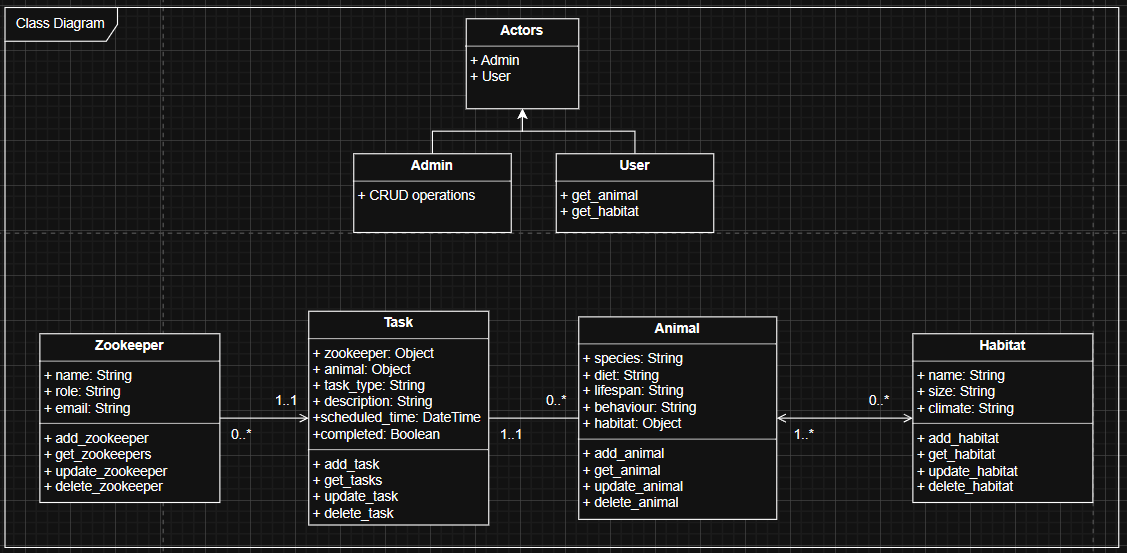 Class Diagram
Actors
+ Admin
+ User
Admin
+ CRUD operations
User
+ get_animal
+ get_habitat
Zookeeper
+ name: String
+ role: String
+ email: String
+ add_zookeeper
+ get_zookeepers
+ update_zookeeper
+ delete_zookeeper
1..1
0..*
Task
+ zookeeper: Object
+ animal: Object
+ task_type: String
+ description: String
+scheduled_time: DateTime
+completed: Boolean
+ add_task
+ get_tasks
+ update_task
+ delete_task
0..*
1..1
Animal
+ species: String
+ diet: String
+ lifespan: String
+ behaviour: String
+ habitat: Object
+ add_animal
+ get_animal
+ update_animal
+ delete_animal
0..*
1..*
Habitat
+ name: String
+ size: String
+ climate: String
+ add_habitat
+ get_habitat
+ update_habitat
+ delete_habitat